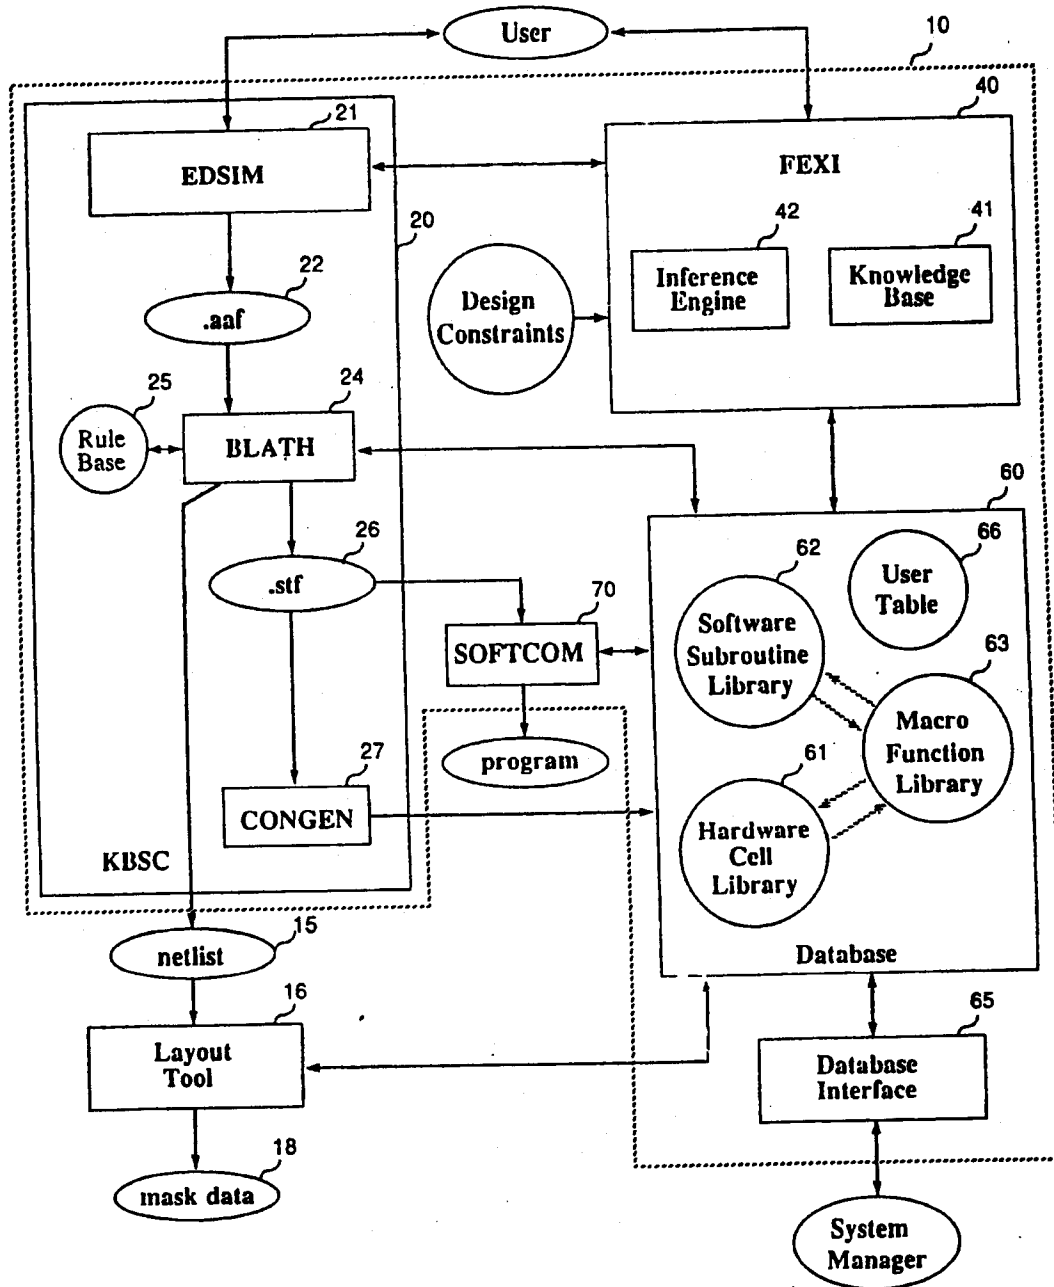 User
10
21
EDSIM
40
FEXI
42
Inference
Engine
41
Knowledge
Base
20
22
.aaf
Design
Constraints
25
Rule
Base
24
BLATH
26
.stf
70
SOFTCOM
program
27
CONGEN
KBSC
60
66
User
Table
62
Software
Subroutine
Library
63
Macro
Function
Library
61
Hardware
Cell
Library
Database
15
netlist
16
Layout
Tool
18
mask data
65
Database
Interface
System
Manager